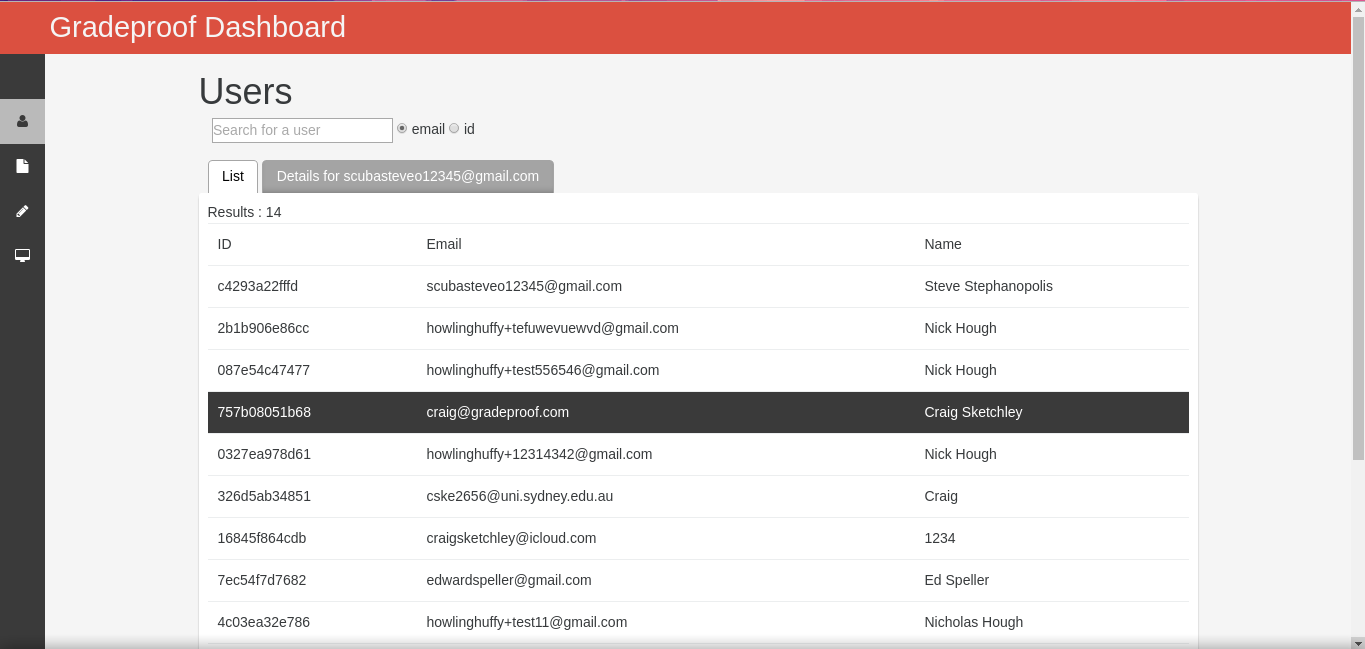 Gradeproof Dashboard
Users
Search for a user email id
List Details for scubasteveo12345@gmail.com
Results : 14
ID Email Name
c4293a22fffd scubasteveo12345@gmail.com Steve Stephanopolis
2b1b906e86cc howlinghuffy+tefuwevuewvd@gmail.com Nick Hough
087e54c47477 howlinghuffy+test556546@gmail.com Nick Hough
757b08051b68 craig@gradeproof.com Craig Sketchley
0327ea978d61 howlinghuffy+12314342@gmail.com Nick Hough
326d5ab34851 cske2656@uni.sydney.edu.au Craig
16845f864cdb craigsketchley@icloud.com 1234
7ec54f7d7682 edwardspeller@gmail.com Ed Speller
4c03ea32e786 howlinghuffy+test11@gmail.com Nicholas Hough